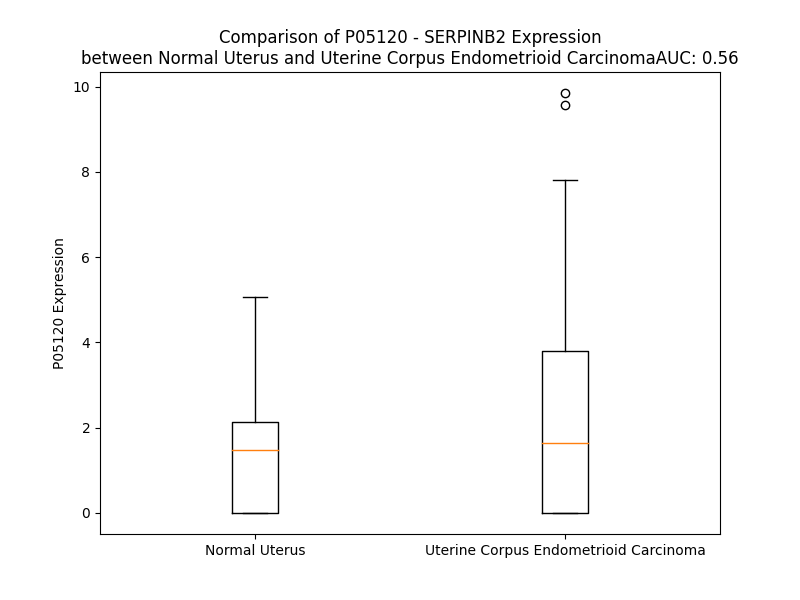 Comparison of P05120 - SERPINB2 Expression
between Normal Uterus and Uterine Corpus Endometrioid CarcinomaAUC: 0.56
10
8
6
4
2
0
P05120 Expression
Normal Uterus
Uterine Corpus Endometrioid Carcinoma